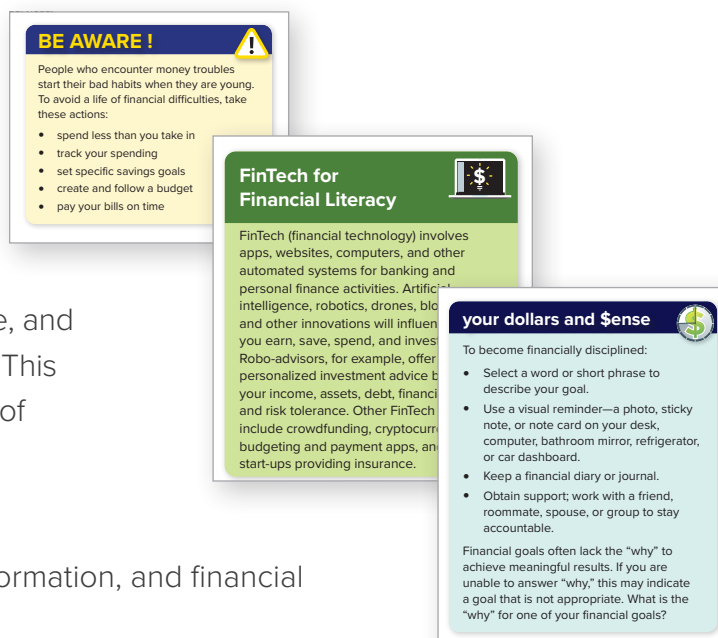 BE AWARE !
People who encounter money troubles
start their bad habits when they are young.
To avoid a life of financial difficulties, take
these actions:
• spend less than you take in
• track your spending
• set specific savings goals
• create and follow a budget
• pay your bills on time
FinTech for
Financial Literacy
$
FinTech (financial technology) involves
apps, websites, computers, and other
automated systems for banking and
personal finance activities.
intelligence, robotics, drones,
and other innovations will
you earn, save, spend, and
Robo-advisors, for example, offer
personalized investment advice
your income, assets, debt,
and risk tolerance. Other FinTech
include crowdfunding,
budgeting and payment apps,
start-ups providing insurance.
your dollars and $ense
$
To become financially disciplined:
• Select a word or short phrase to
describe your goal.
• Use a visual reminder—a photo, sticky
note, or note card on your desk,
computer, bathroom mirror, refrigerator,
or car dashboard.
• Keep a financial diary or journal.
• Obtain support; work with a friend,
roommate, spouse, or group to stay
accountable.
Financial goals often lack the “why” to
achieve meaningful results. If you are
unable to answer “why,” this may indicate
a goal that is not appropriate. What is the
“why” for one of your financial goals?
and
This
of
and financial